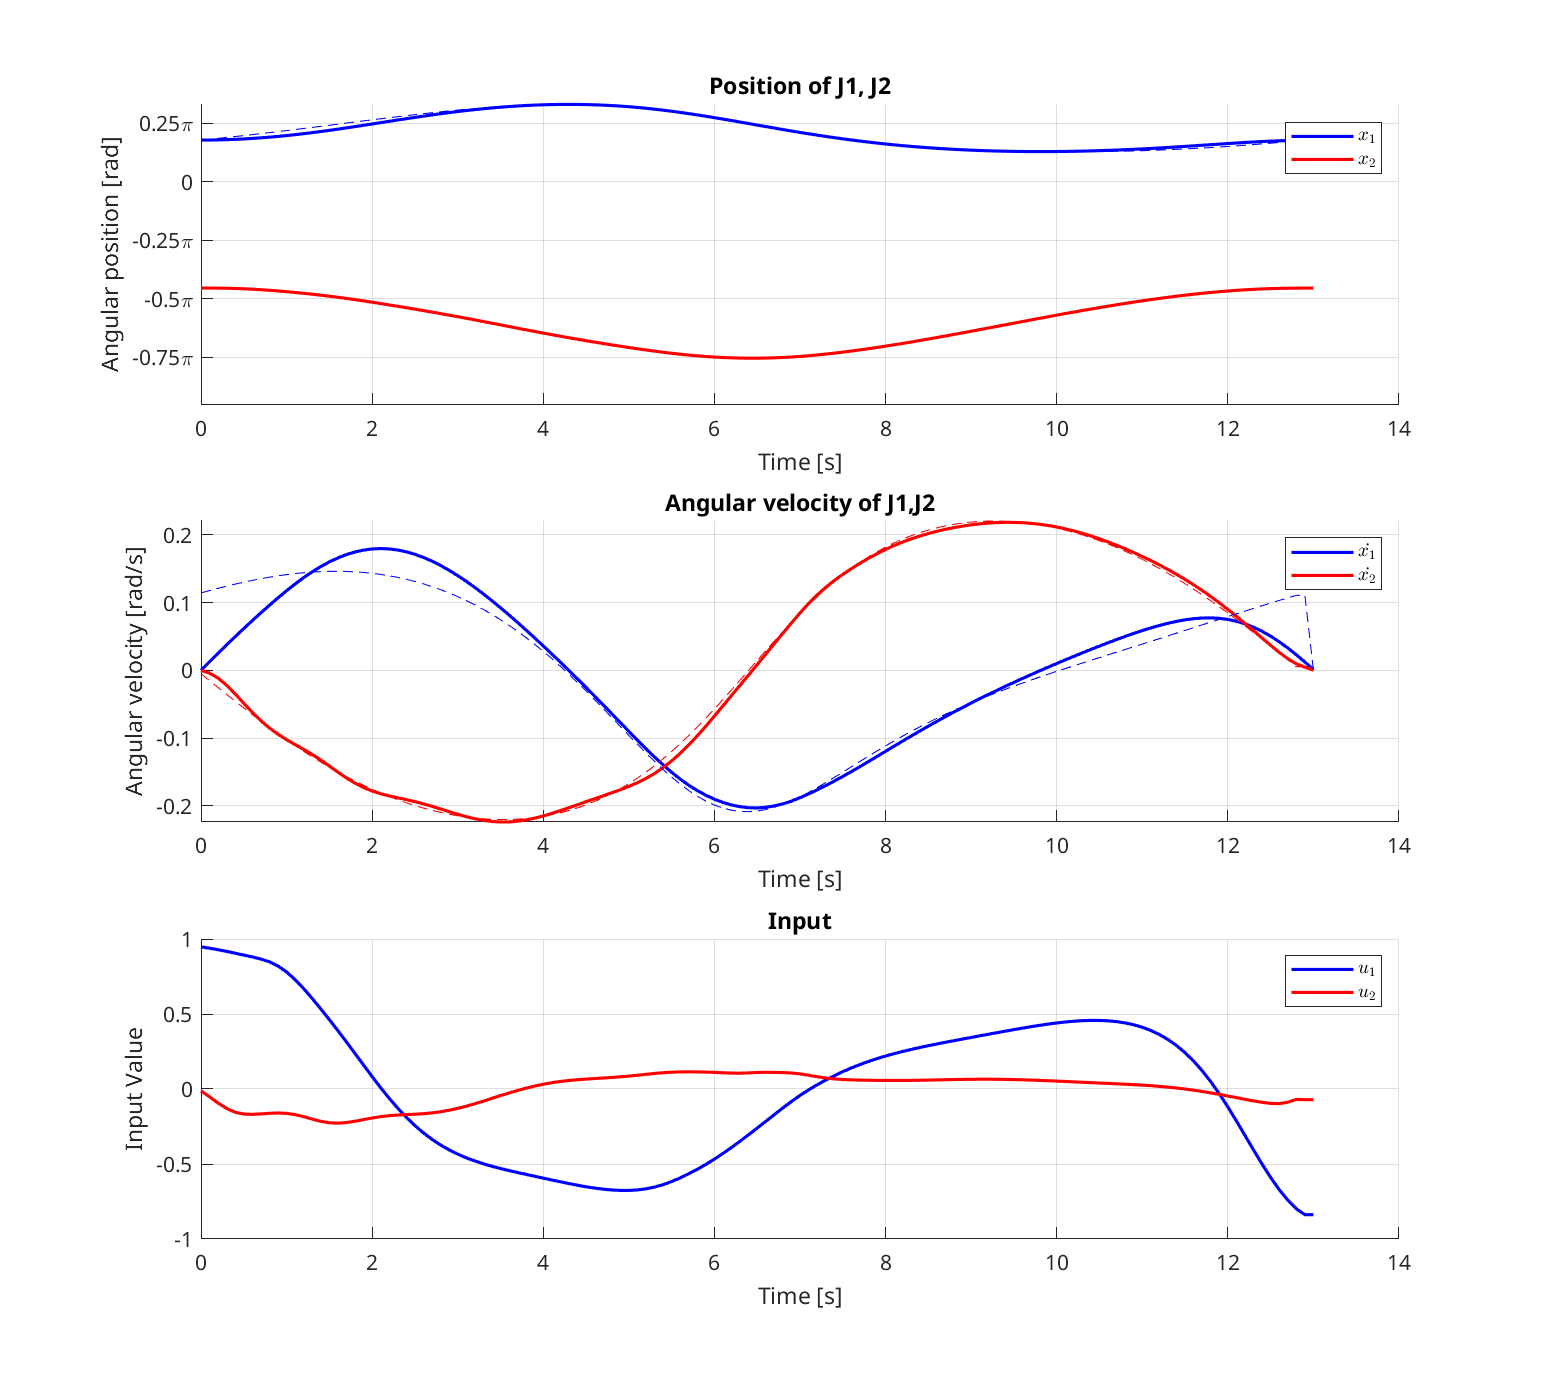 Position of J1, J2
0.25π
0
-0.25π
-0.5π
-0.75π
Angular position [rad]
x₁
x₂
0 2 4 6 8 10 12 14
Time [s]
Angular velocity of J1,J2
0.2
0.1
0
-0.1
-0.2
Angular velocity [rad/s]
ẋ₁
ẋ₂
0 2 4 6 8 10 12 14
Time [s]
Input
1
0.5
0
-0.5
-1
Input Value
u₁
u₂
0 2 4 6 8 10 12 14
Time [s]